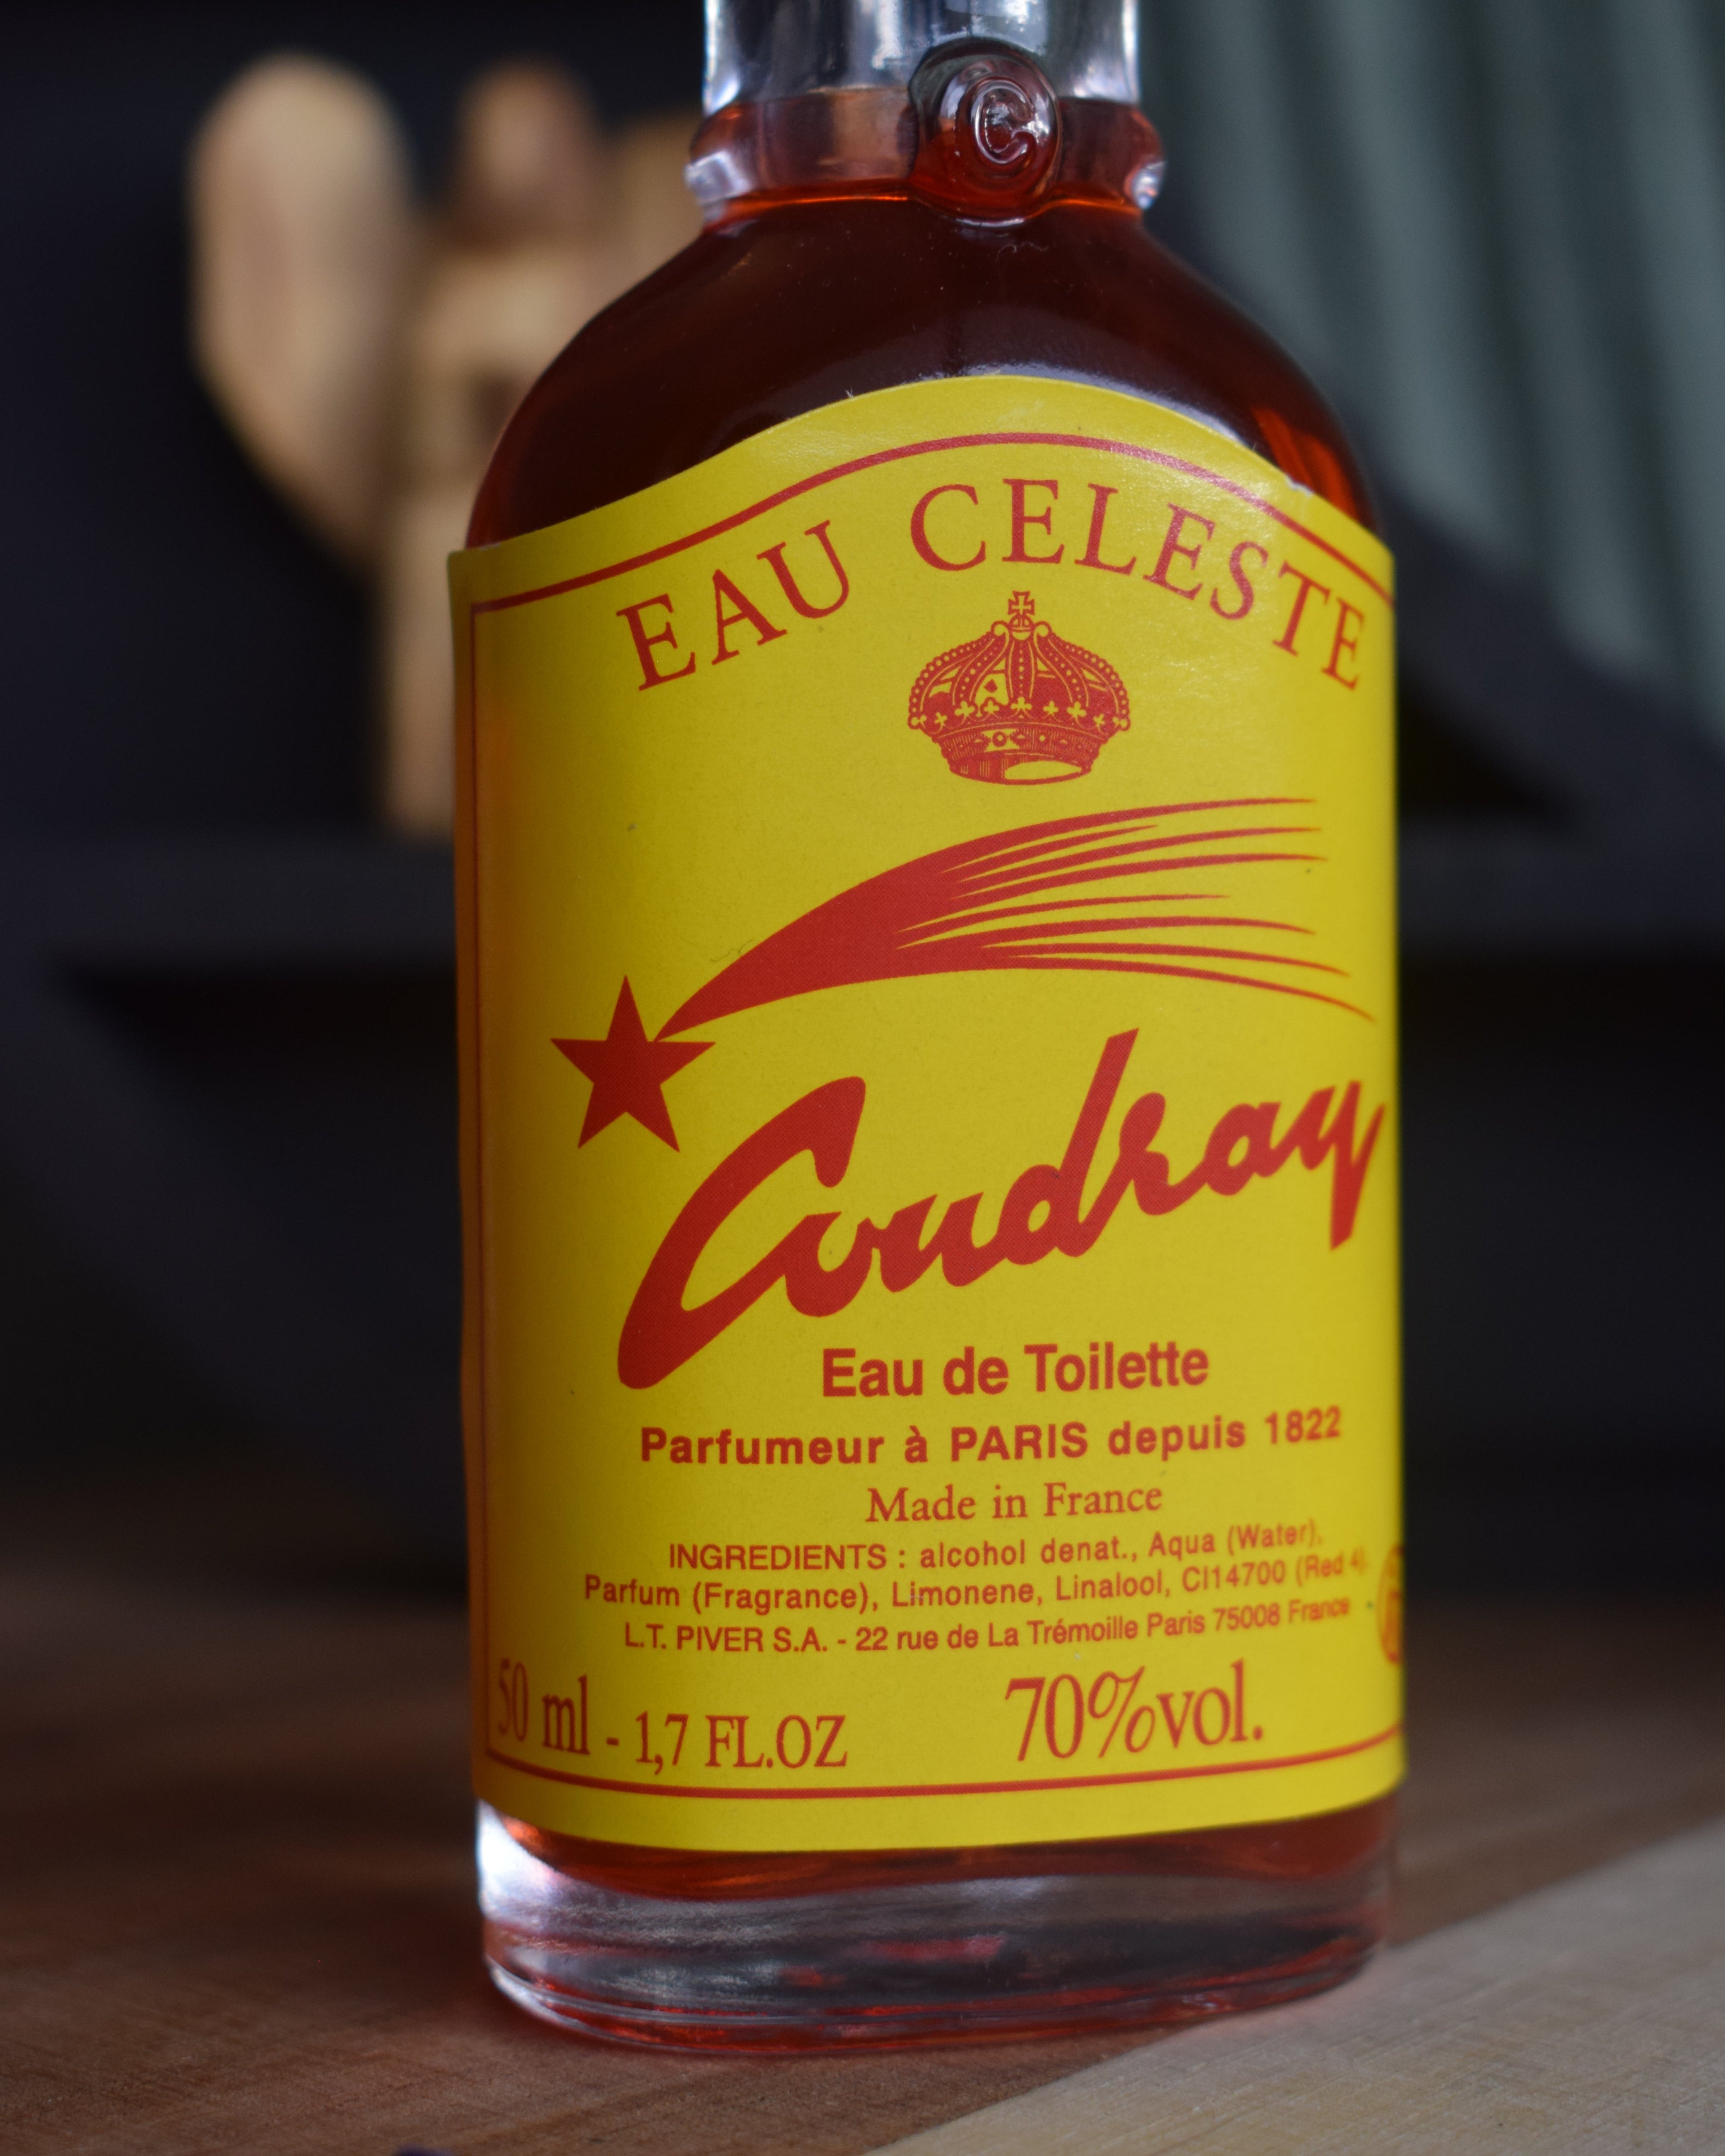 C
EAU CELESTE
Coudray
Eau de Toilette
Parfumeur à PARIS depuis 1822
Made in France
INGREDIENTS : alcohol denat., Aqua (Water),
Parfum (Fragrance), Limonene, Linalool, CI14700 (Red 4).
L.T. PIVER S.A. - 22 rue de La Trémoille Paris 75008 France
50 ml - 1,7 FL.OZ 70%vol.